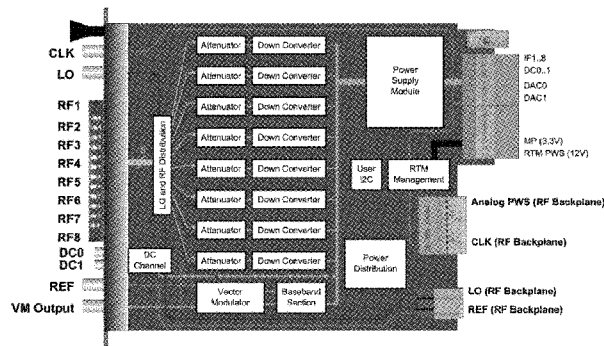 CLK
LO
RF1
RF2
RF3
RF4
RF5
RF6
RF7
RF8
DC0
DC1
REF
VM Output
LO and RF Distribution
DC Channel
Attenuator Down Converter
Attenuator Down Converter
Attenuator Down Converter
Attenuator Down Converter
Attenuator Down Converter
Attenuator Down Converter
Attenuator Down Converter
Attenuator Down Converter
Vector Modulator
Baseband Section
Power Supply Module
User I2C
RTM Management
Power Distribution
IF1..8
DC0..1
DAC0
DAC1
MP (3.3V)
RTM PWS (12V)
Analog PWS (RF Backplane)
CLK (RF Backplane)
LO (RF Backplane)
REF (RF Backplane)